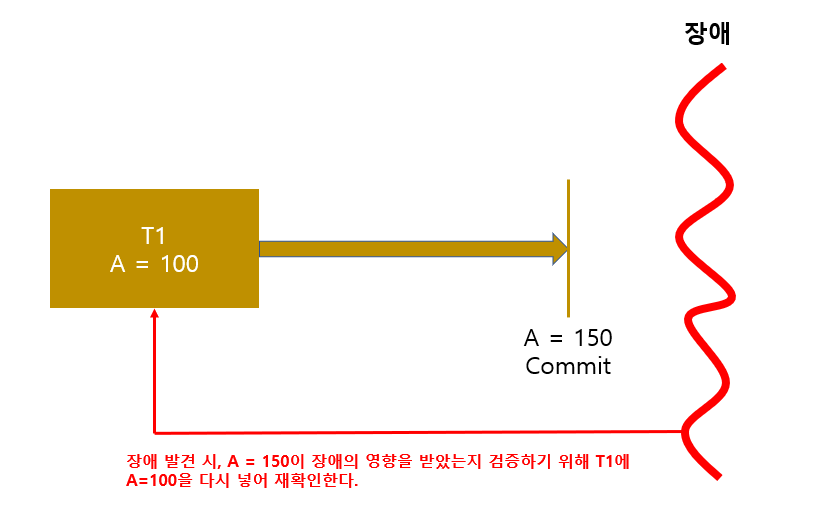 장애
T1
A = 100
A = 150
Commit
장애 발견 시, A = 150이 장애의 영향을 받았는지 검증하기 위해 T1에
A=100을 다시 넣어 재확인한다.